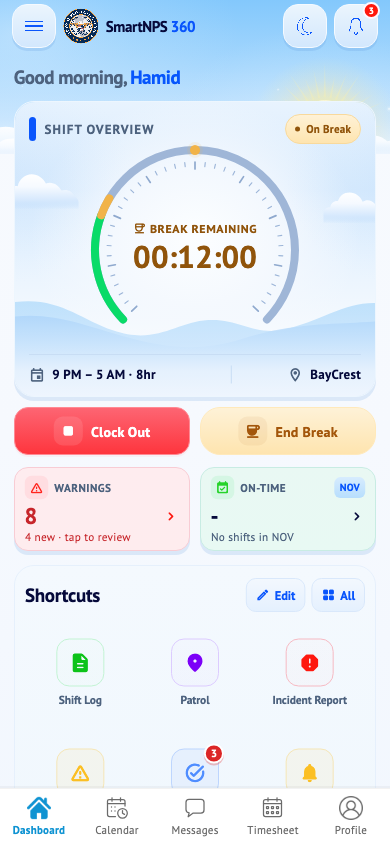 SmartNPS 360
3
Good morning, Hamid
SHIFT OVERVIEW
On Break
BREAK REMAINING
00:12:00
9 PM – 5 AM · 8hr
BayCrest
Clock Out
End Break
WARNINGS
8
4 new · tap to review
ON-TIME
NOV
-
No shifts in NOV
Shortcuts
Edit
All
Shift Log
Patrol
Incident Report
3
Dashboard
Calendar
Messages
Timesheet
Profile